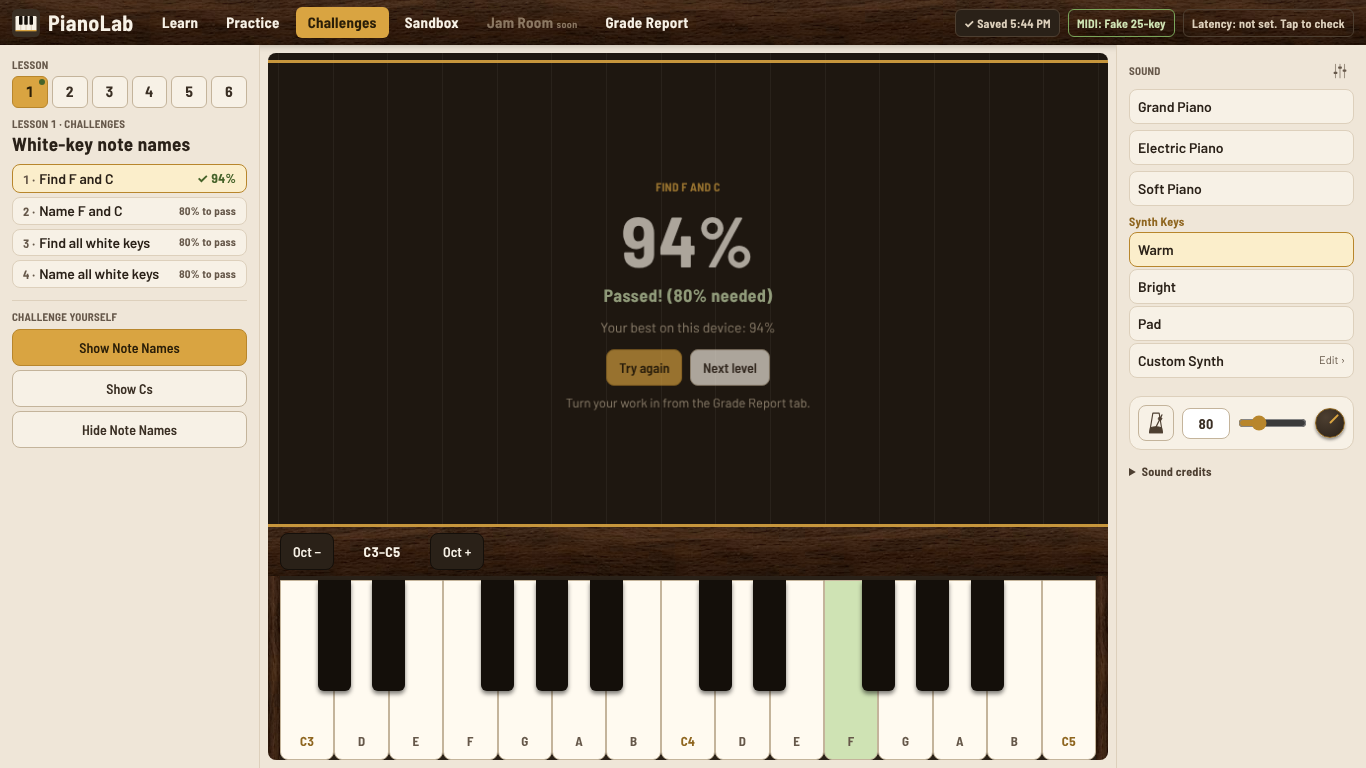 PianoLab
Learn
Practice
Challenges
Sandbox
Jam Room soon
Grade Report
✓ Saved 5:44 PM
MIDI: Fake 25-key
Latency: not set. Tap to check
LESSON
1
2
3
4
5
6
LESSON 1 · CHALLENGES
White-key note names
1 · Find F and C ✓ 94%
2 · Name F and C 80% to pass
3 · Find all white keys 80% to pass
4 · Name all white keys 80% to pass
CHALLENGE YOURSELF
Show Note Names
Show Cs
Hide Note Names
FIND F AND C
94%
Passed! (80% needed)
Your best on this device: 94%
Try again
Next level
Turn your work in from the Grade Report tab.
Oct −
C3–C5
Oct +
C3 D E F G A B C4 D E F G A B C5
SOUND
Grand Piano
Electric Piano
Soft Piano
Synth Keys
Warm
Bright
Pad
Custom Synth Edit ›
80
Sound credits